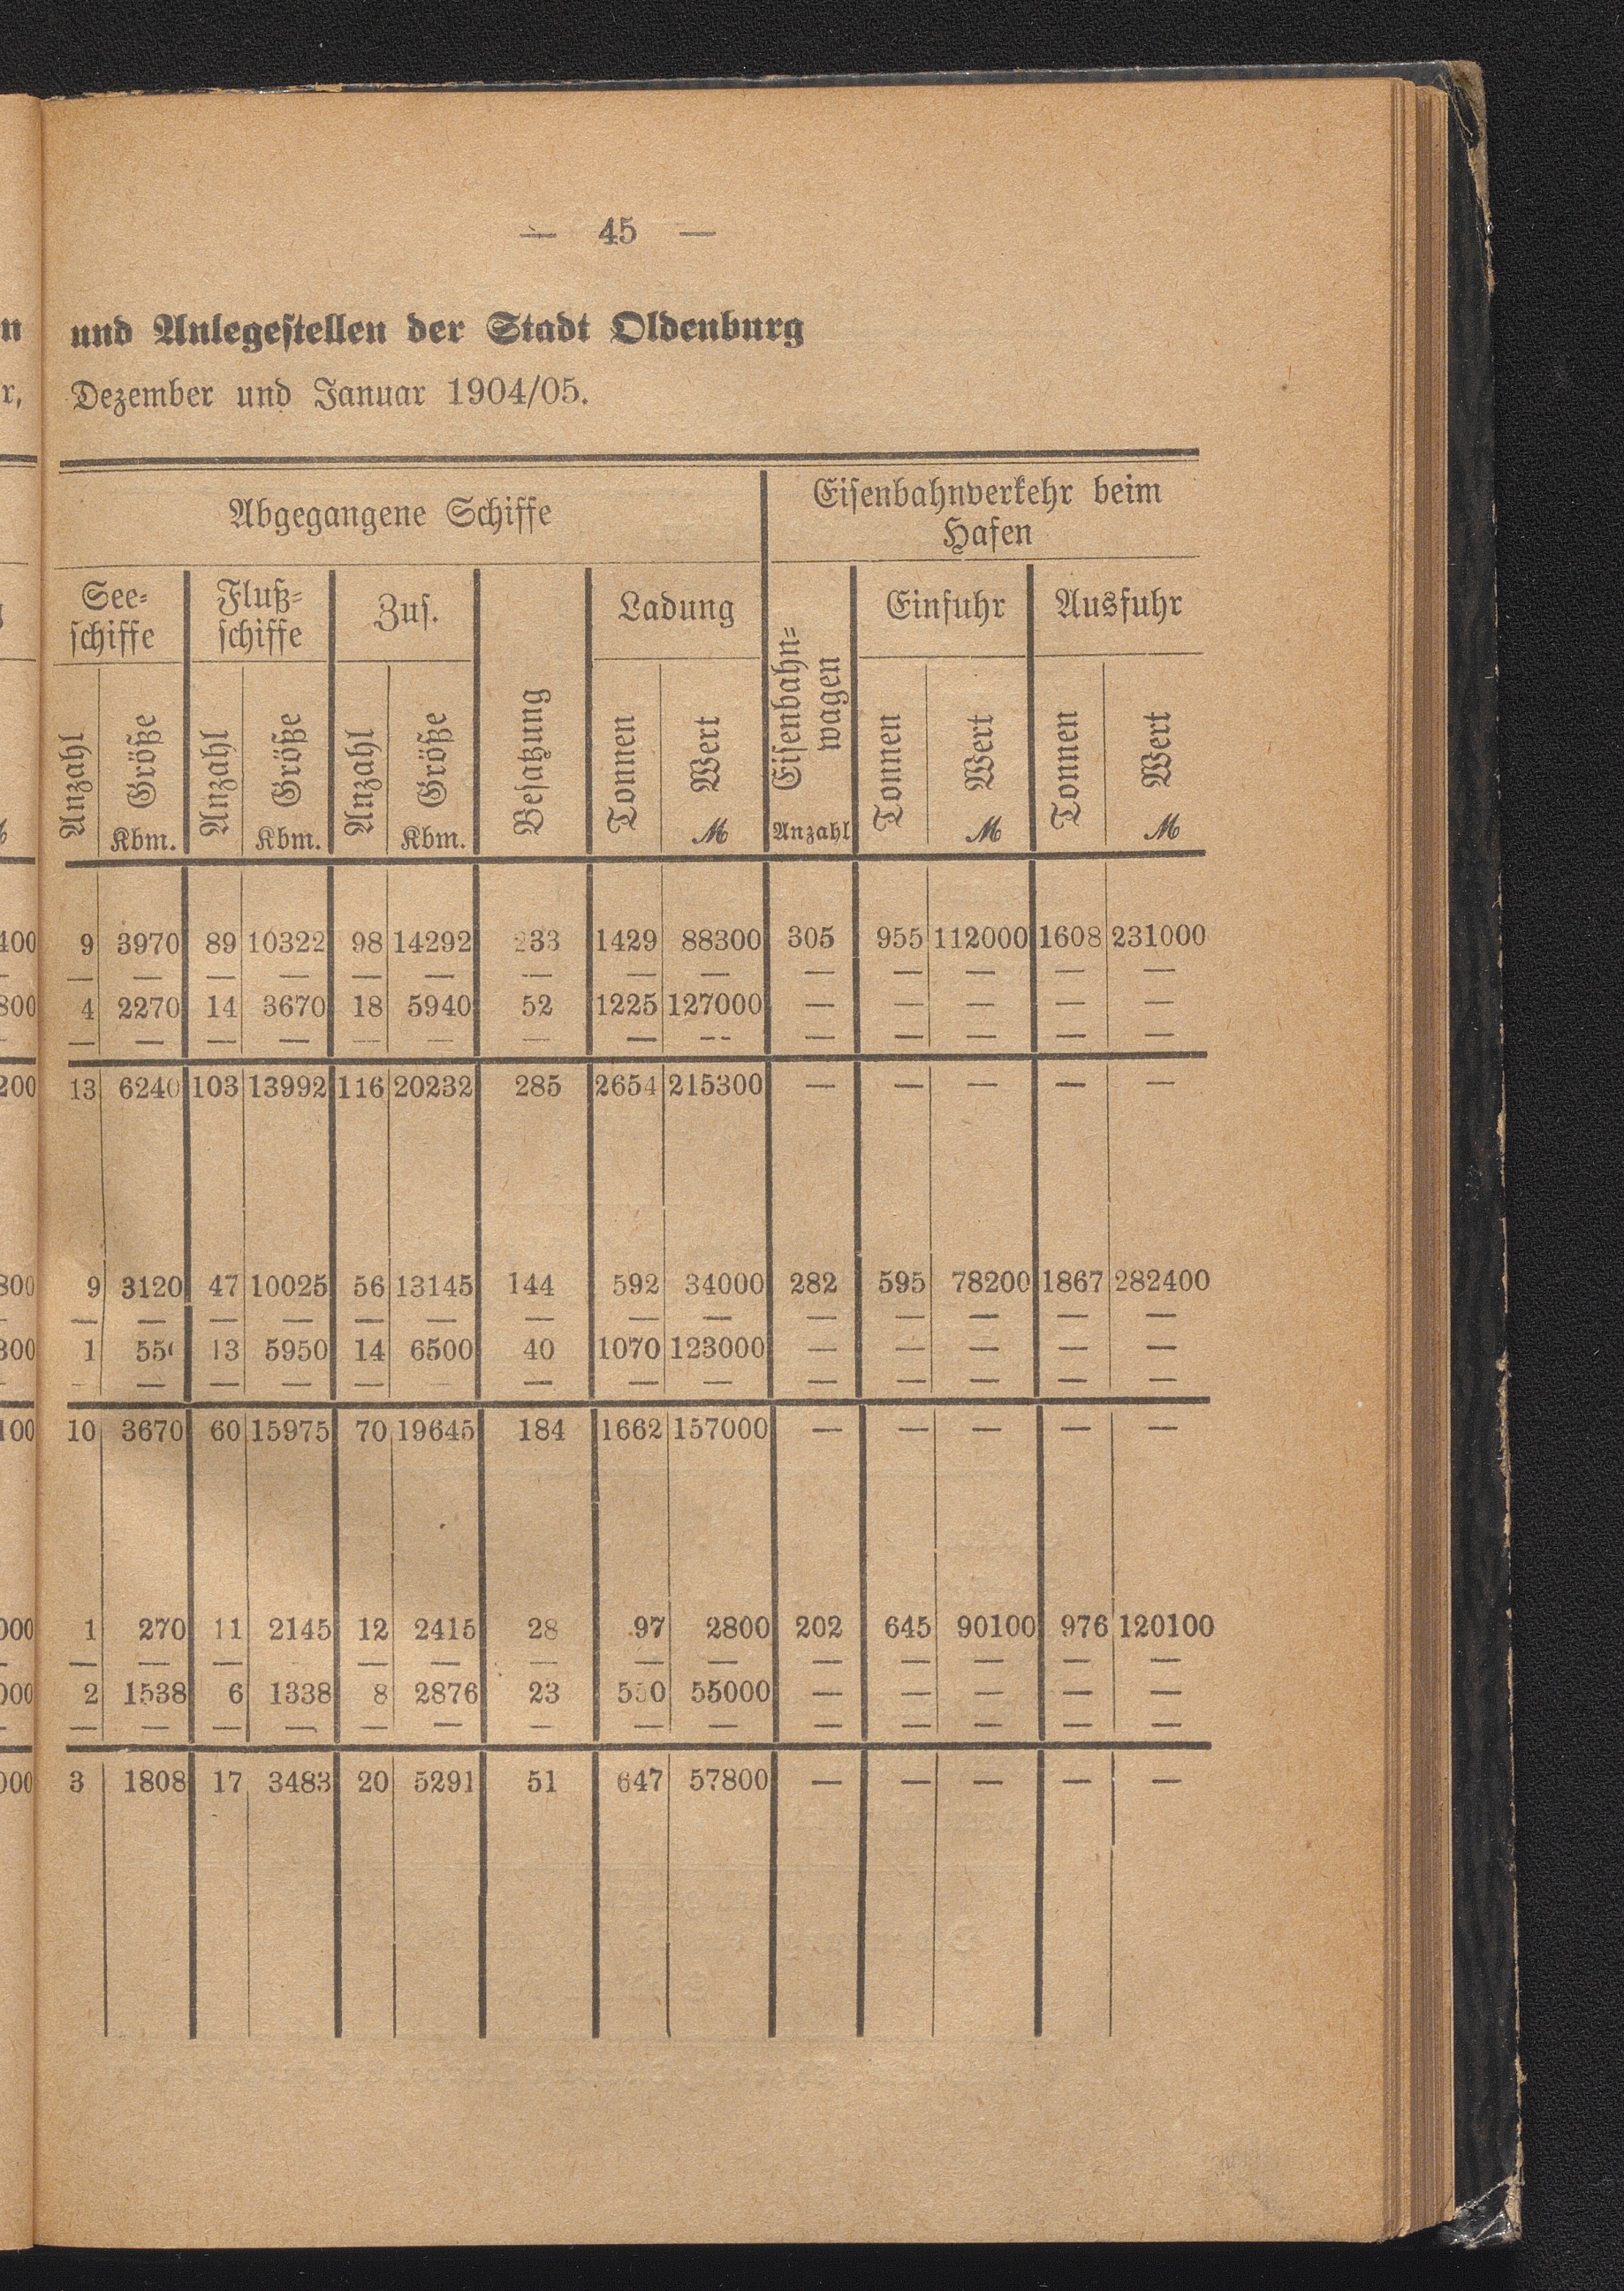 — 45 —
und Anlegestellen der Stadt Oldenburg
Dezember und Januar 1904/05.
Abgegangene Schiffe Eisenbahnverkehr beim Hafen
See=schiffe Fluß=schiffe Zus. Besatzung Ladung Eisenbahn=wagen Einfuhr Ausfuhr
Anzahl Größe Kbm. Anzahl Größe Kbm. Anzahl Größe Kbm. Tonnen Wert ℳ Anzahl Tonnen Wert ℳ Tonnen Wert ℳ
9 3970 89 10322 98 14292 233 1429 88300 305 955 112000 1608 231000
— — — — — — — — — — — — — —
4 2270 14 3670 18 5940 52 1225 127000 — — — — —
— — — — — — — — — — — — — —
13 6240 103 13992 116 20232 285 2654 215300 — — — — —
9 3120 47 10025 56 13145 144 592 34000 282 595 78200 1867 282400
— — — — — — — — — — — — — —
1 550 13 5950 14 6500 40 1070 123000 — — — — —
— — — — — — — — — — — — — —
10 3670 60 15975 70 19645 184 1662 157000 — — — — —
1 270 11 2145 12 2415 28 97 2800 202 645 90100 976 120100
— — — — — — — — — — — — — —
2 1538 6 1338 8 2876 23 550 55000 — — — — —
— — — — — — — — — — — — — —
3 1808 17 3483 20 5291 51 647 57800 — — — — —